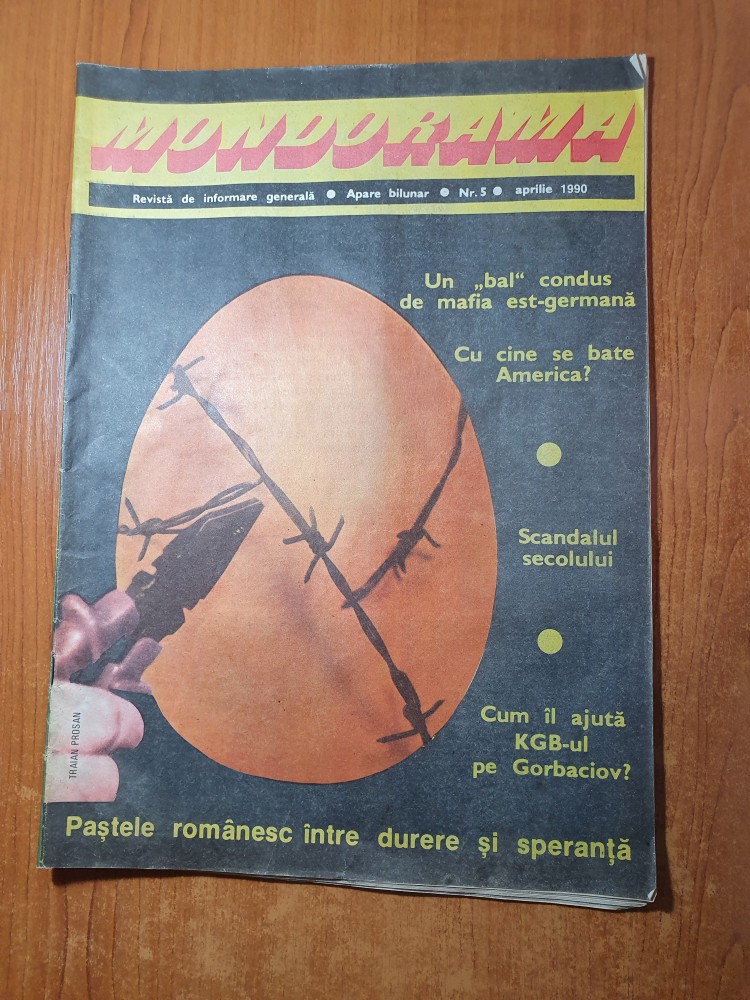 MONDORAMA
Revistă de informare generală ● Apare bilunar ● Nr. 5 ● aprilie 1990
Un „bal“ condus
de mafia est-germană
Cu cine se bate
America?
Scandalul
secolului
Cum îl ajută
KGB-ul
pe Gorbaciov?
TRAIAN PROSAN
Paştele românesc între durere şi speranţă